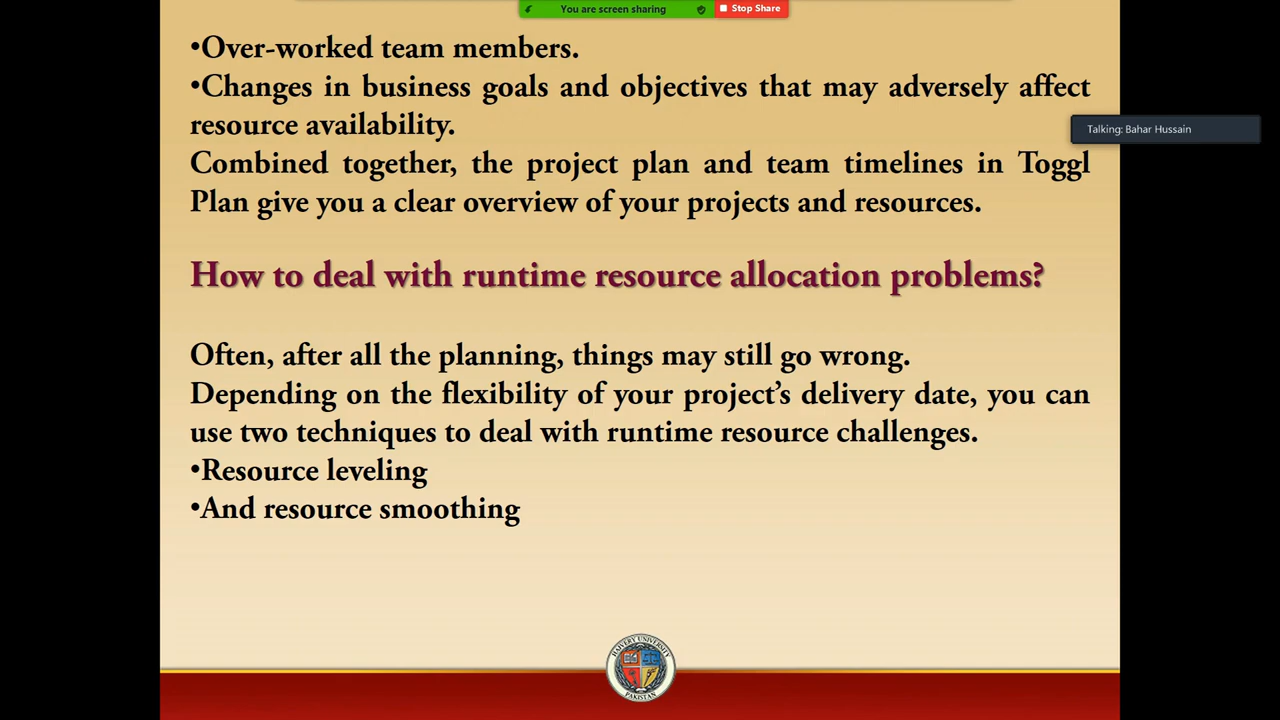 You are screen sharing
Stop Share
•Over-worked team members.
•Changes in business goals and objectives that may adversely affect
resource availability.
Talking: Bahar Hussain
Combined together, the project plan and team timelines in Toggl
Plan give you a clear overview of your projects and resources.
How to deal with runtime resource allocation problems?
Often, after all the planning, things may still go wrong.
Depending on the flexibility of your project’s delivery date, you can
use two techniques to deal with runtime resource challenges.
•Resource leveling
•And resource smoothing
UNIVERSITY
PAKISTAN